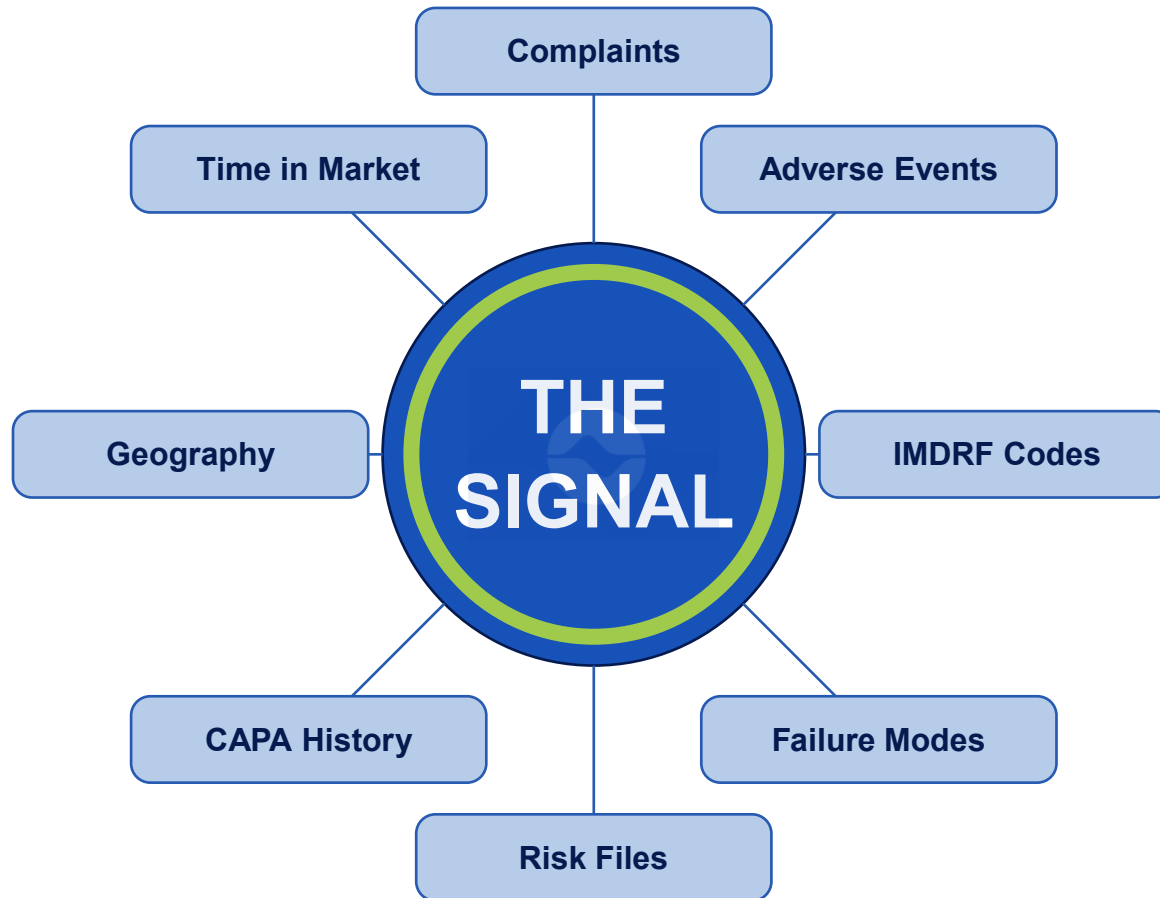 Complaints
Time in Market
Adverse Events
Geography
THE
SIGNAL
IMDRF Codes
CAPA History
Failure Modes
Risk Files